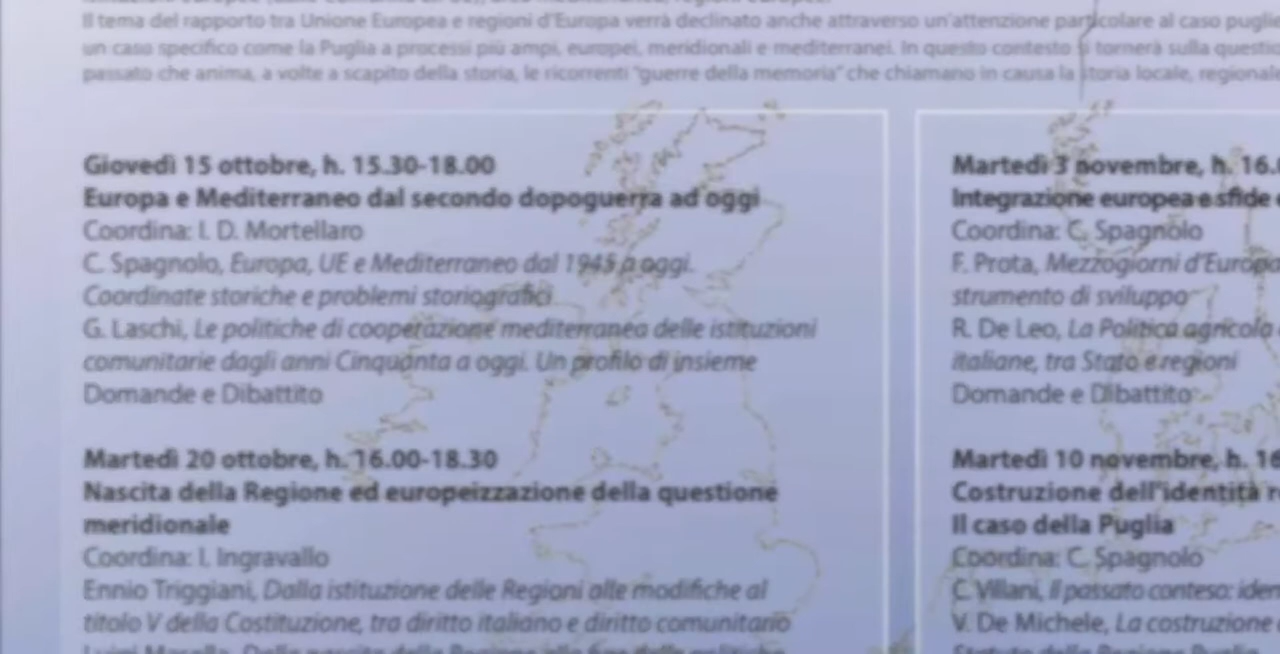 Il tema del rapporto tra Unione Europea e regioni d'Europa verrà declinato anche attraverso un'attenzione particolare al caso
un caso specifico come la Puglia a processi più ampi, europei, meridionali e mediterranei. In questo contesto si tornerà sulla
passato che anima, a volte a scapito della storia, le ricorrenti "guerre della memoria" che chiamano in causa la storia locale,
Giovedì 15 ottobre, h. 15.30-18.00
Europa e Mediterraneo dal secondo dopoguerra ad oggi
Coordina: I. D. Mortellaro
C. Spagnolo, Europa, UE e Mediterraneo dal 1945 a oggi.
Coordinate storiche e problemi storiografici
G. Laschi, Le politiche di cooperazione mediterranea delle istituzioni
comunitarie dagli anni Cinquanta a oggi. Un profilo di insieme
Domande e Dibattito
Martedì 20 ottobre, h. 16.00-18.30
Nascita della Regione ed europeizzazione della questione
meridionale
Coordina: I. Ingravallo
Ennio Triggiani, Dalla istituzione delle Regioni alle modifiche al
titolo V della Costituzione, tra diritto italiano e diritto comunitario
Martedì 3 novembre, h. 16.
Integrazione europea e sfide
Coordina: C. Spagnolo
F. Prota, Mezzogiorni d'Europa
strumento di sviluppo
R. De Leo, La Politica agricola
italiane, tra Stato e regioni
Domande e Dibattito
Martedì 10 novembre, h. 16
Costruzione dell'identità
Il caso della Puglia
Coordina: C. Spagnolo
C. Villani, Il passato conteso:
V. De Michele, La costruzione